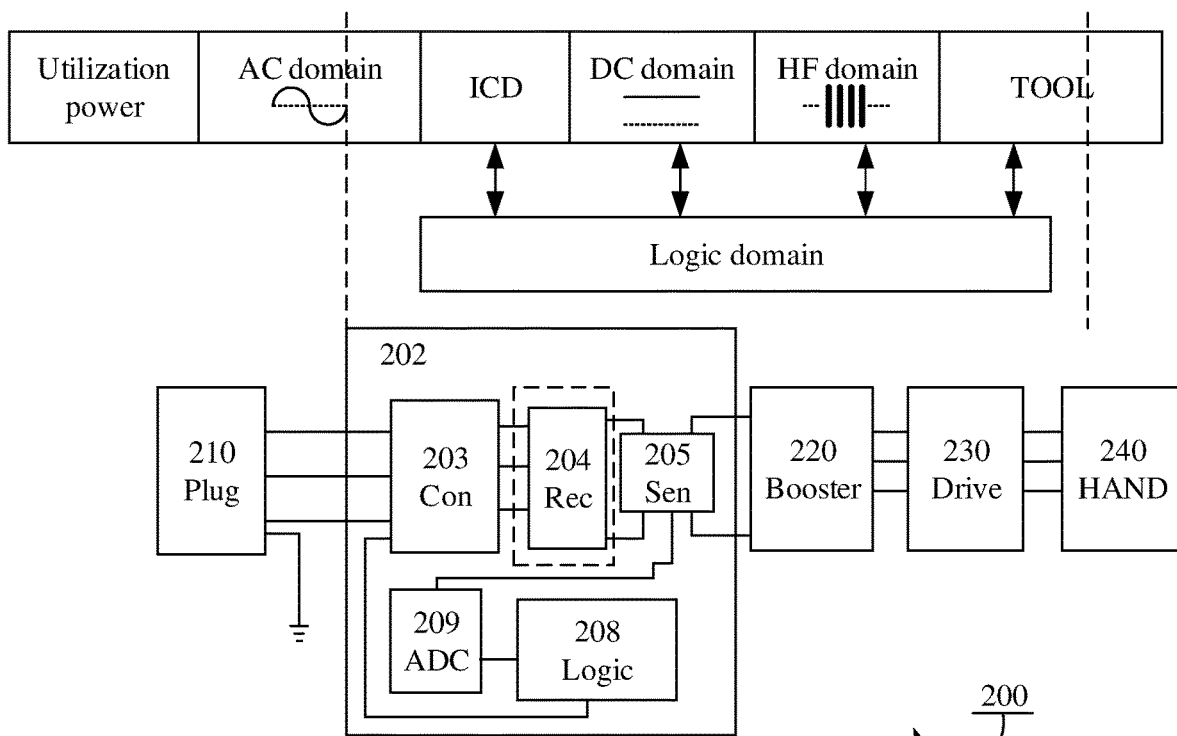 Utilization
power
AC domain
ICD
DC domain
HF domain
TOOL
Logic domain
202
210
Plug
203
Con
204
Rec
205
Sen
220
Booster
230
Drive
240
HAND
209
ADC
208
Logic
200